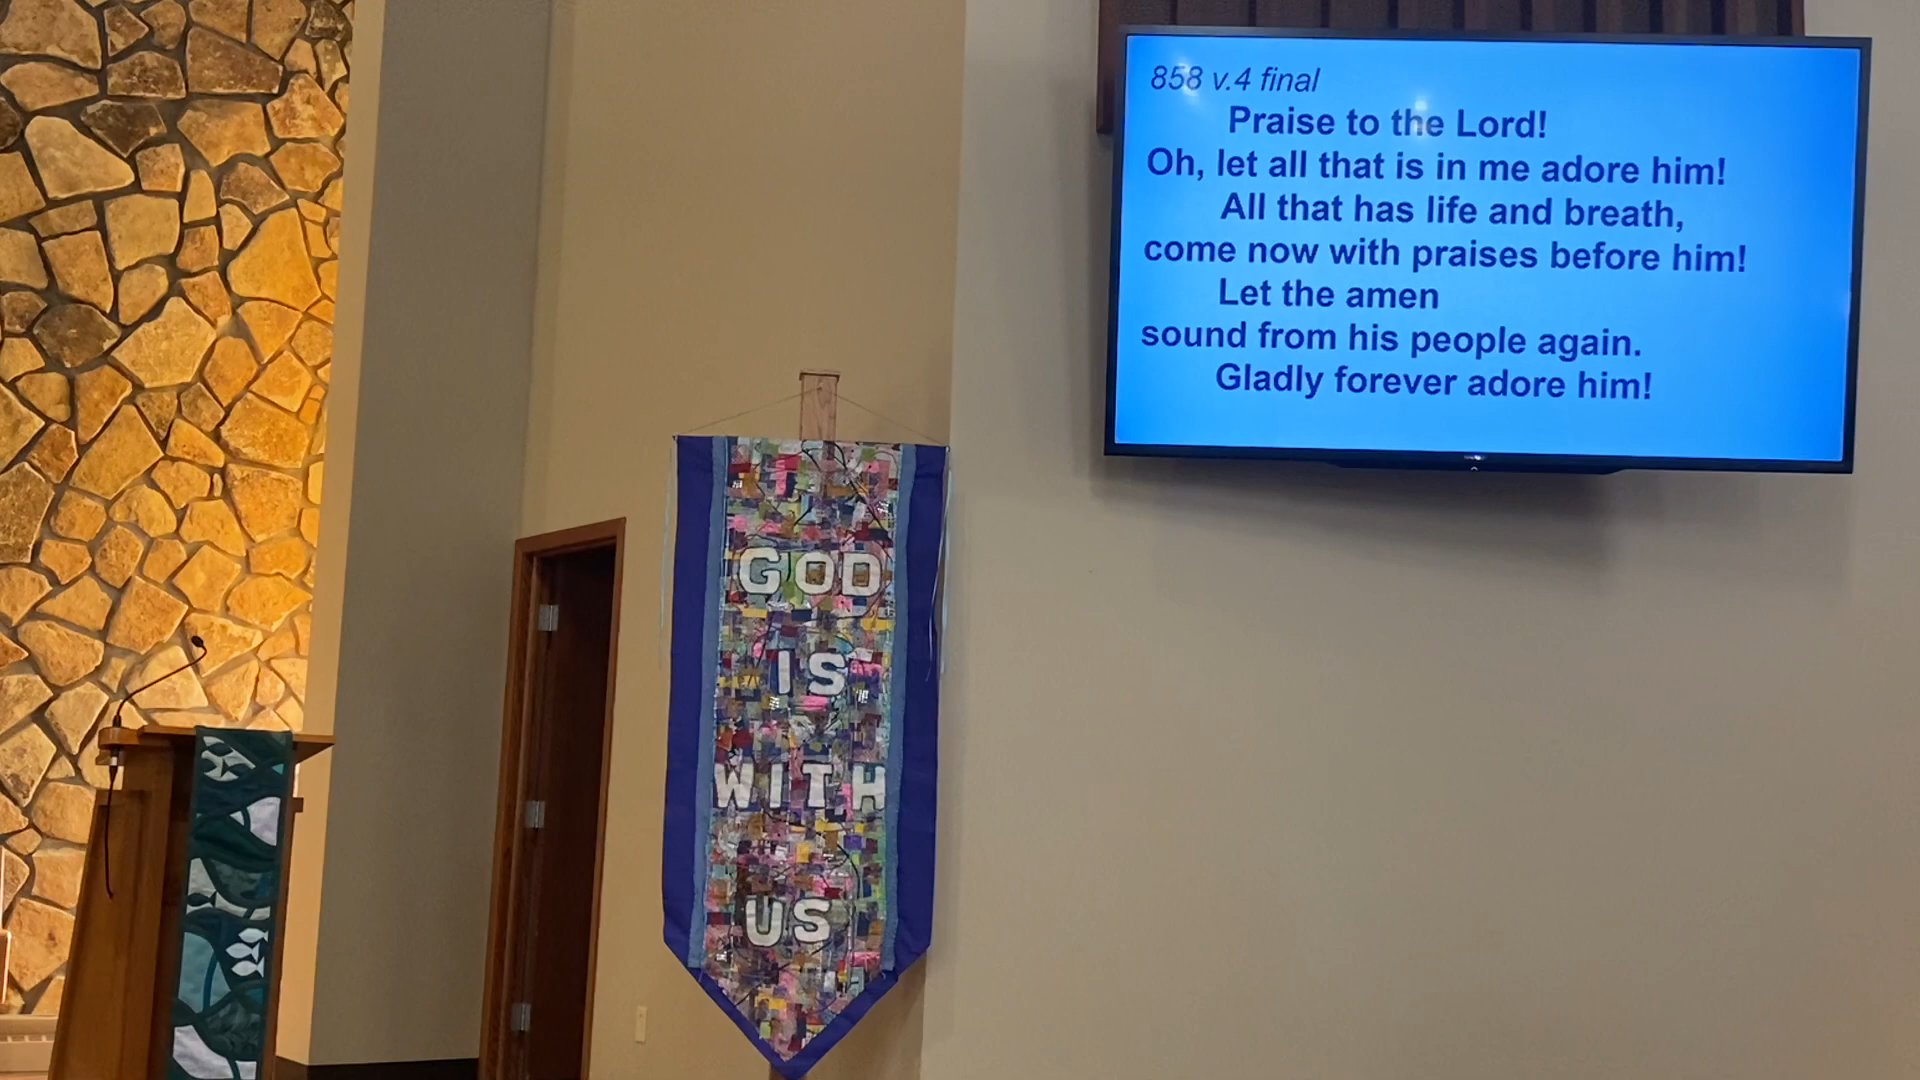 858 v.4 final
Praise to the Lord!
Oh, let all that is in me adore him!
All that has life and breath,
come now with praises before him!
Let the amen
sound from his people again.
Gladly forever adore him!
GOD
IS
WITH
US